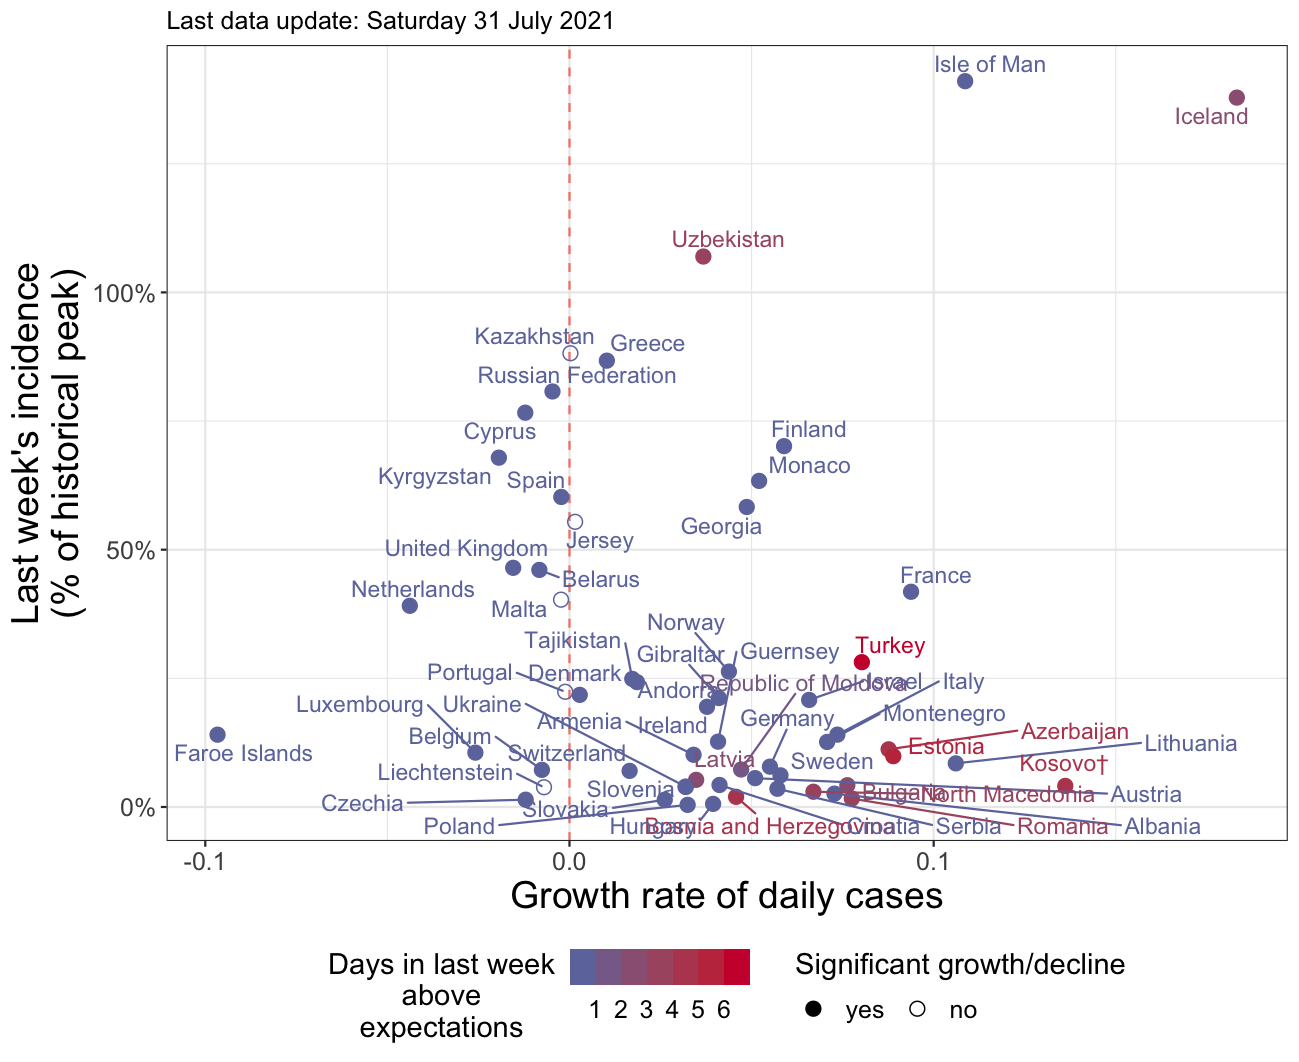 Last data update: Saturday 31 July 2021
Isle of Man
Iceland
Uzbekistan
100%
Kazakhstan
Greece
Russian Federation
Cyprus
Finland
Kyrgyzstan
Spain
Monaco
Georgia
Jersey
50%
United Kingdom
Belarus
France
Netherlands
Malta
Norway
Tajikistan
Gibraltar
Guernsey
Turkey
Portugal
Denmark
Andorra
Republic of Moldova
Israel
Italy
Luxembourg
Ukraine
Armenia
Ireland
Germany
Montenegro
Faroe Islands
Belgium
Switzerland
Latvia
Sweden
Estonia
Azerbaijan
Lithuania
Liechtenstein
Slovenia
Kosovo†
Czechia
Slovakia
Bulgaria
North Macedonia
Austria
0%
Poland
Hungary
Bosnia and Herzegovina
Croatia
Serbia
Romania
Albania
-0.1
0.0
0.1
Last week's incidence
(% of historical peak)
Growth rate of daily cases
Days in last week
above
expectations
1 2 3 4 5 6
Significant growth/decline
yes
no